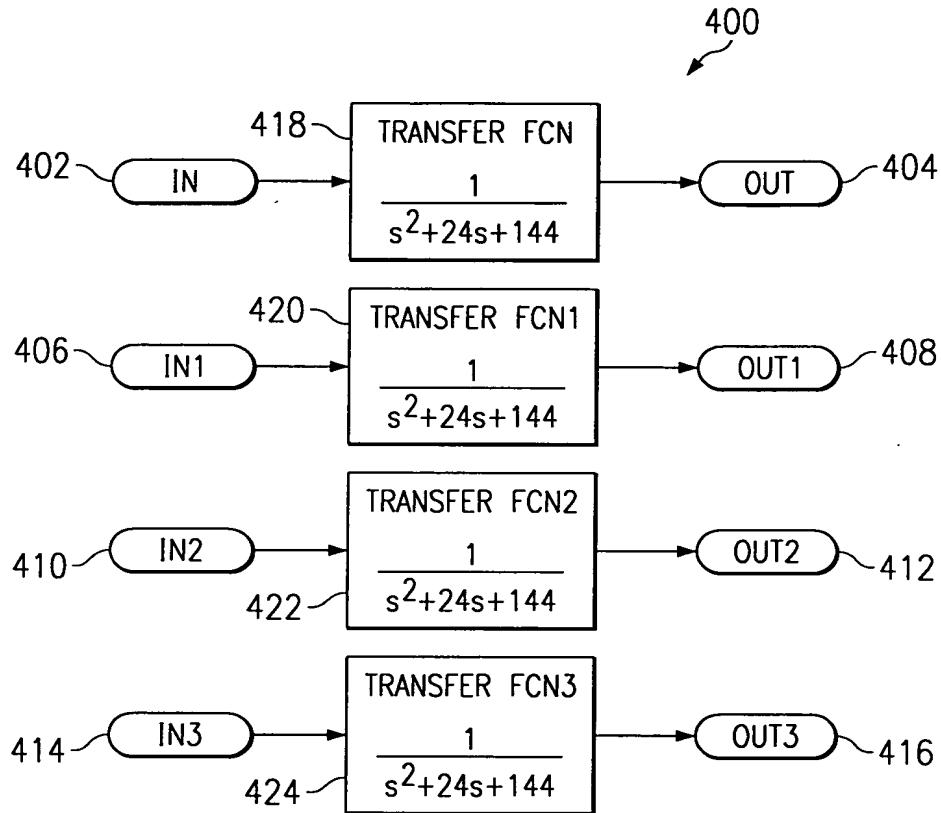 400
418
TRANSFER FCN
402
IN
1
s²+24s+144
OUT
404
420
TRANSFER FCN1
406
IN1
1
s²+24s+144
OUT1
408
TRANSFER FCN2
410
IN2
1
s²+24s+144
422
OUT2
412
TRANSFER FCN3
414
IN3
1
s²+24s+144
424
OUT3
416